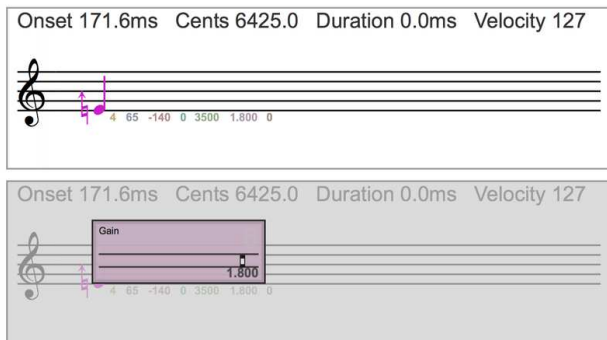 Onset 171.6ms Cents 6425.0 Duration 0.0ms Velocity 127
4 65 -140 0 3500 1.800 0
Onset 171.6ms Cents 6425.0 Duration 0.0ms Velocity 127
Gain
1.800
4 65 -140 0 3500 1.800 0